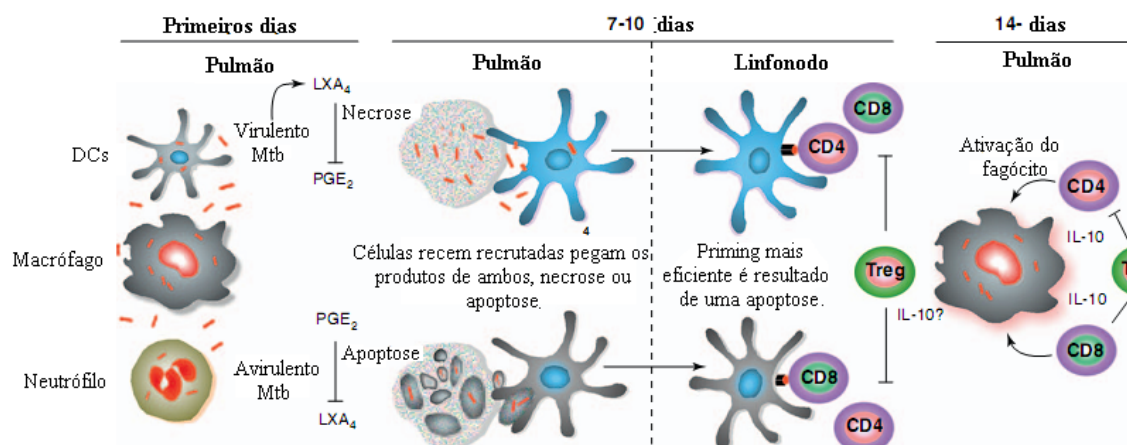 Primeiros dias
7-10 dias
14- dias
Pulmão
Pulmão
Linfonodo
Pulmão
LXA4
Necrose
Virulento
Mtb
PGE2
DCs
Macrófago
Neutrófilo
4
Células recem recrutadas pegam os
produtos de ambos, necrose ou
apoptose.
PGE2
Apoptose
Avirulento
Mtb
LXA4
CD8
CD4
Priming mais
eficiente é resultado
de uma apoptose.
Treg
IL-10?
CD8
CD4
Ativação do
fagócito
CD4
IL-10
T
IL-10
CD8